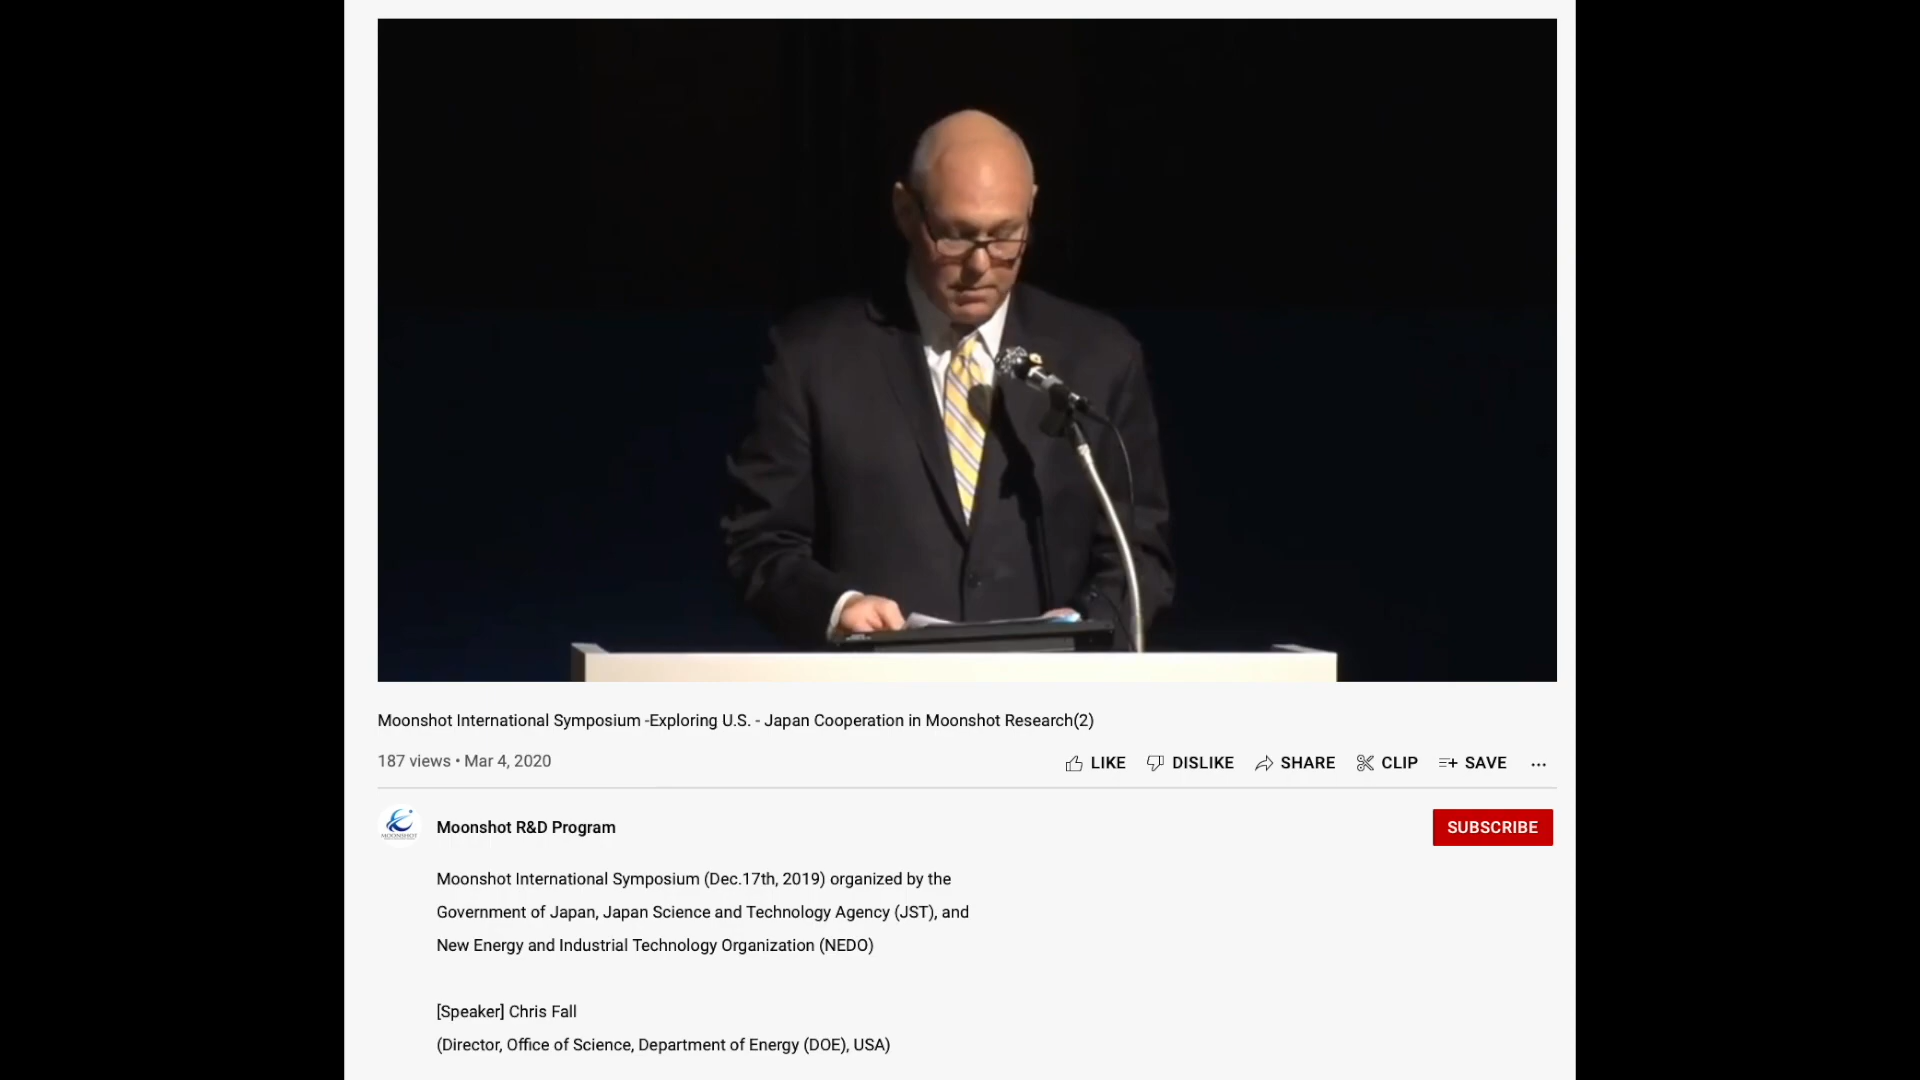 Moonshot International Symposium -Exploring U.S. - Japan Cooperation in Moonshot Research(2)
187 views • Mar 4, 2020
LIKE DISLIKE SHARE CLIP SAVE ...
MOONSHOT
Moonshot R&D Program
SUBSCRIBE
Moonshot International Symposium (Dec.17th, 2019) organized by the
Government of Japan, Japan Science and Technology Agency (JST), and
New Energy and Industrial Technology Organization (NEDO)
[Speaker] Chris Fall
(Director, Office of Science, Department of Energy (DOE), USA)